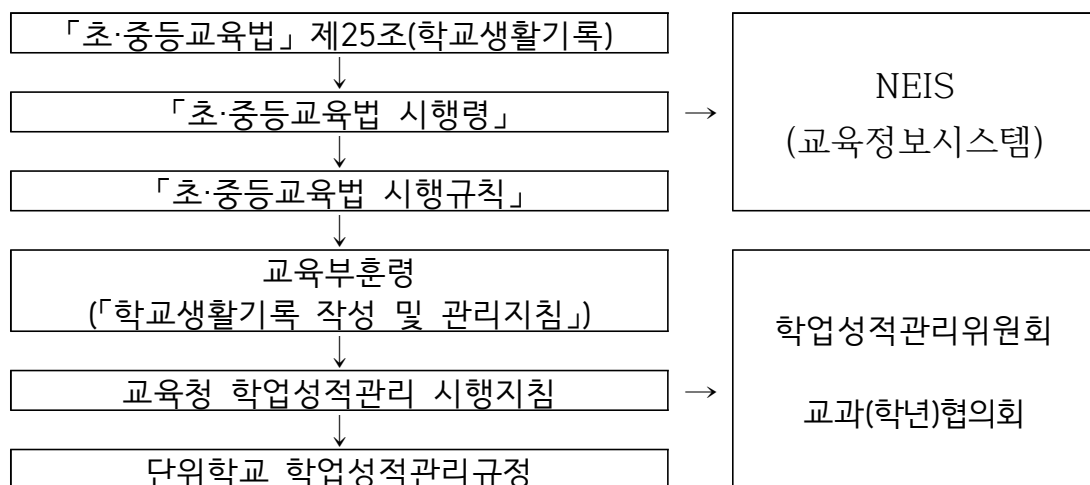 「초·중등교육법」 제25조(학교생활기록)
↓
「초·중등교육법 시행령」
→
NEIS
(교육정보시스템)
↓
「초·중등교육법 시행규칙」
↓
교육부훈령
(「학교생활기록 작성 및 관리지침」)
↓
교육청 학업성적관리 시행지침
→
학업성적관리위원회
교과(학년)협의회
↓
단위학교 학업성적관리규정